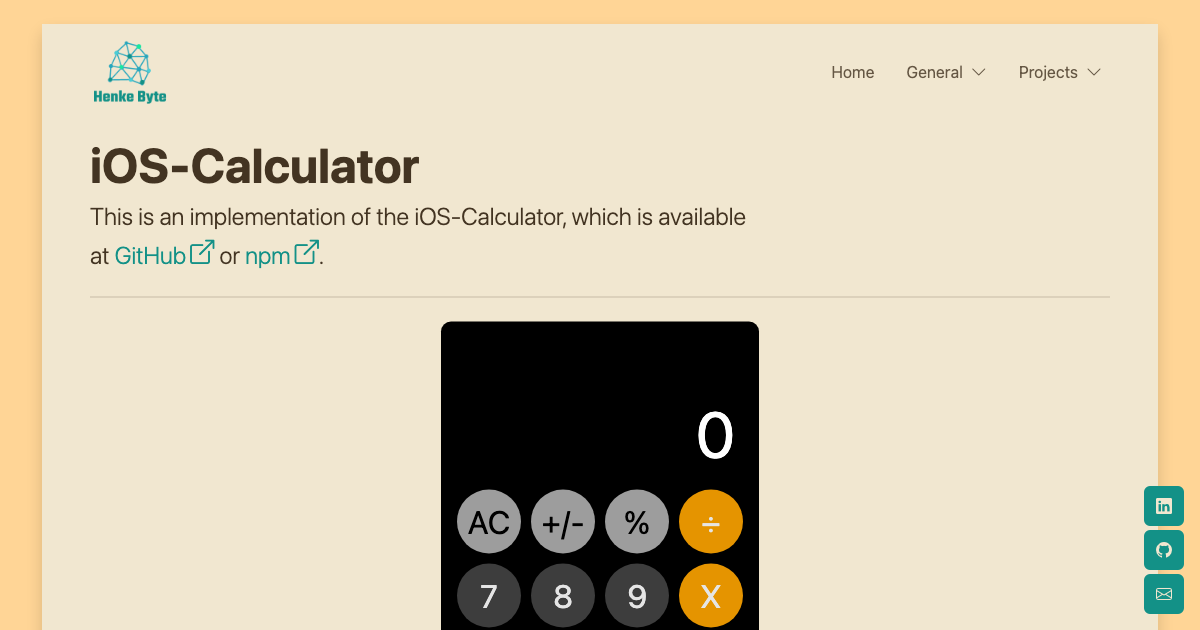 Henke Byte
Home General Projects
iOS-Calculator
This is an implementation of the iOS-Calculator, which is available
at GitHub or npm.
0
AC +/- % ÷
7 8 9 X
in